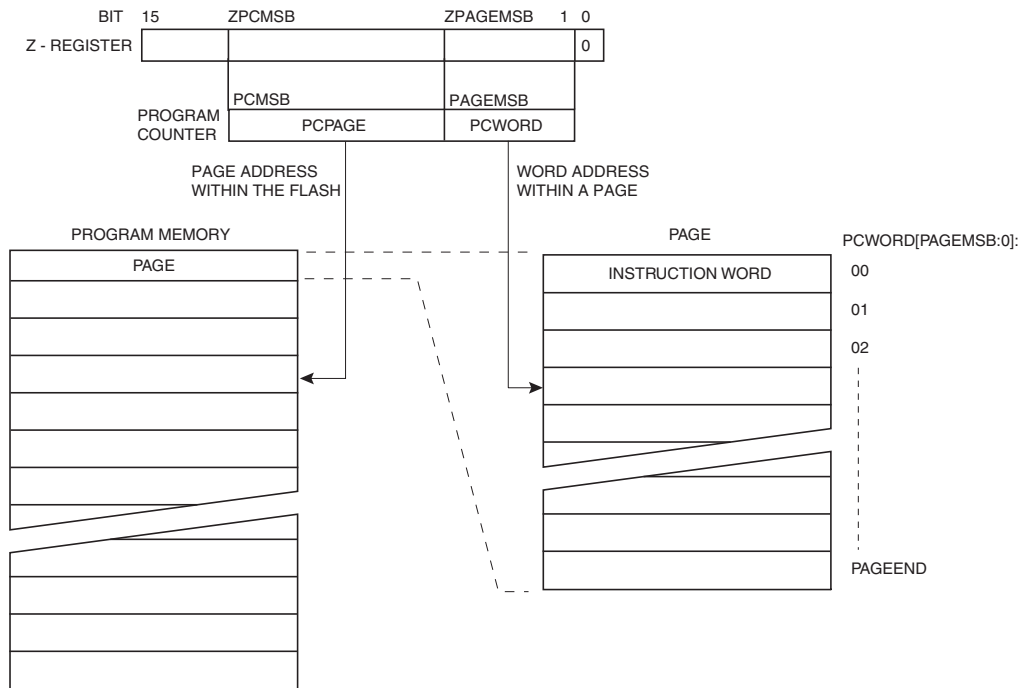 BIT 15 ZPCMSB ZPAGEMSB 1 0
Z - REGISTER 0
PCMSB PAGEMSB
PROGRAM
COUNTER
PCPAGE PCWORD
PAGE ADDRESS
WITHIN THE FLASH
WORD ADDRESS
WITHIN A PAGE
PROGRAM MEMORY
PAGE
PAGE
PCWORD[PAGEMSB:0]:
INSTRUCTION WORD
00
01
02
PAGEEND